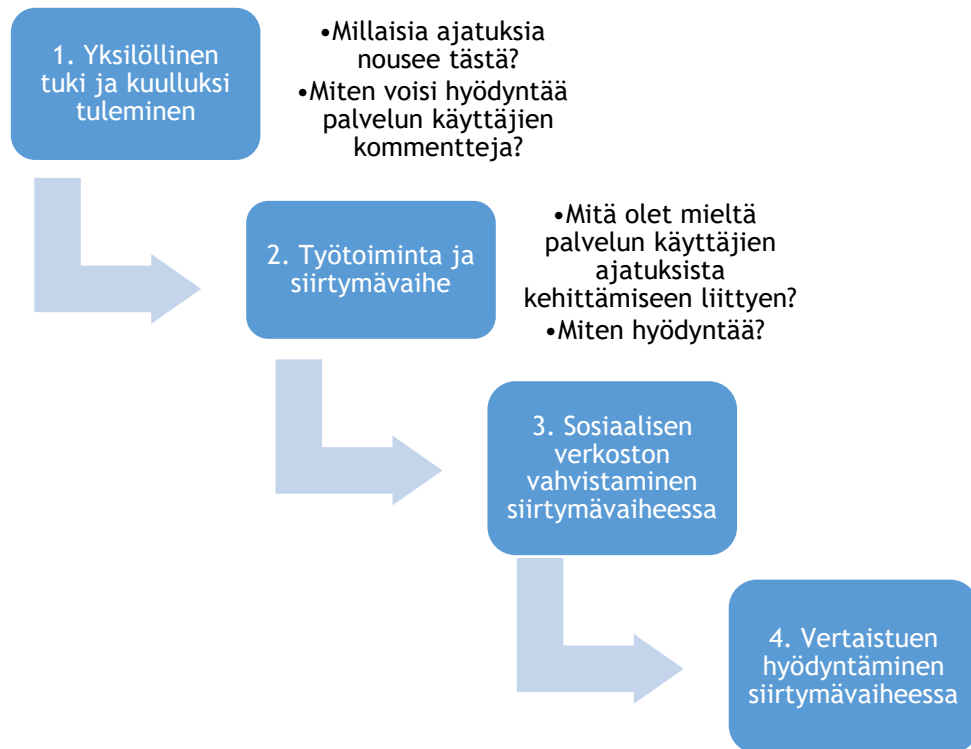 1. Yksilöllinen
tuki ja kuulluksi
tuleminen
•Millaisia ajatuksia
nousee tästä?
•Miten voisi hyödyntää
palvelun käyttäjien
kommentteja?
2. Työtoiminta ja
siirtymävaihe
•Mitä olet mieltä
palvelun käyttäjien
ajatuksista
kehittämiseen liittyen?
•Miten hyödyntää?
3. Sosiaalisen
verkoston
vahvistaminen
siirtymävaiheessa
4. Vertaistuen
hyödyntäminen
siirtymävaiheessa